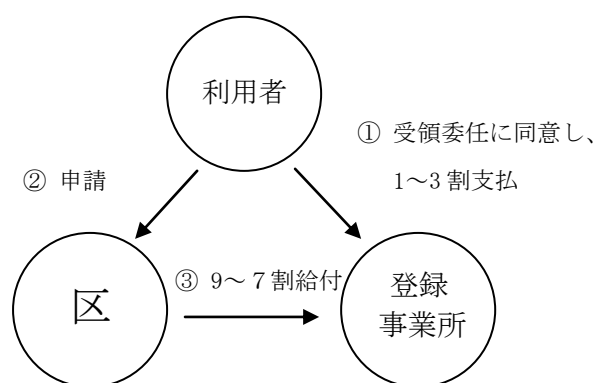 利用者
① 受領委任に同意し、
1～3割支払
② 申請
③ 9～７割給付
区
登録
事業所